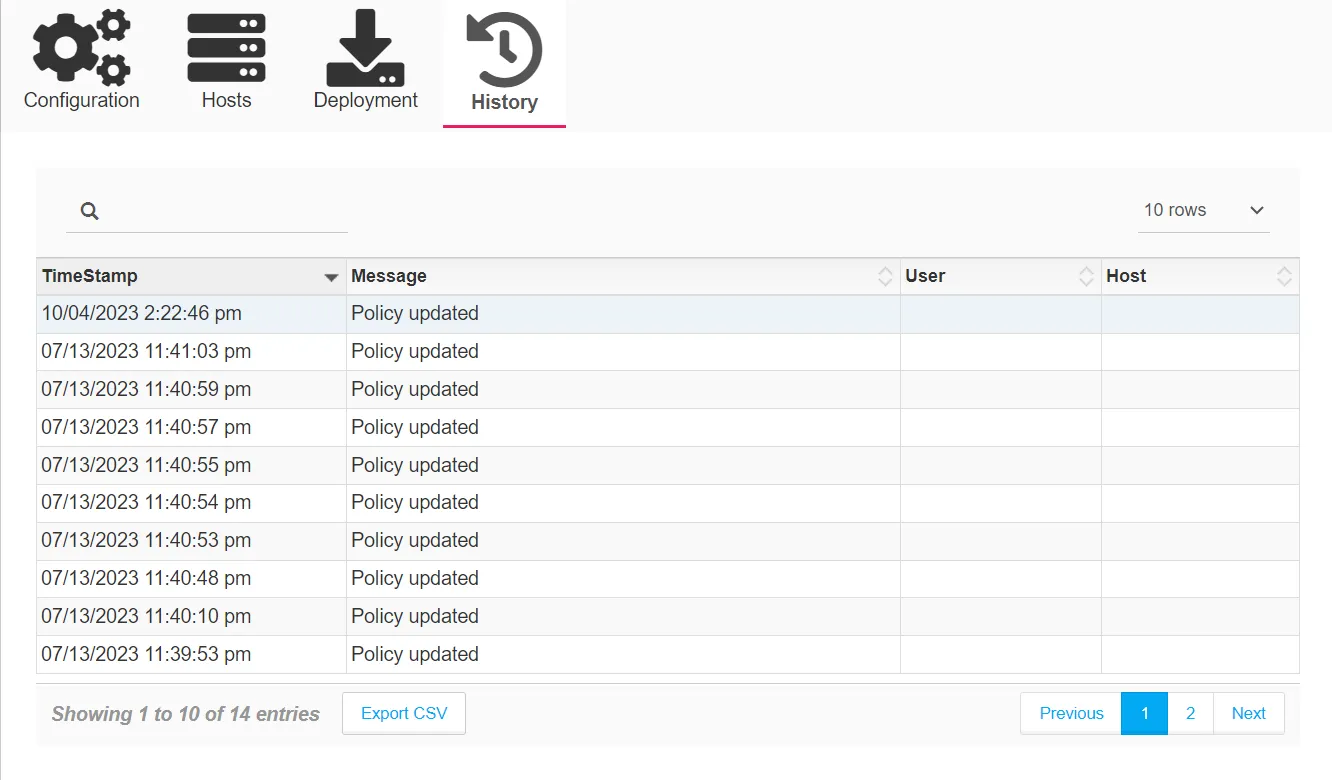 Configuration Hosts Deployment History
10 rows
TimeStamp Message User Host
10/04/2023 2:22:46 pm Policy updated
07/13/2023 11:41:03 pm Policy updated
07/13/2023 11:40:59 pm Policy updated
07/13/2023 11:40:57 pm Policy updated
07/13/2023 11:40:55 pm Policy updated
07/13/2023 11:40:54 pm Policy updated
07/13/2023 11:40:53 pm Policy updated
07/13/2023 11:40:48 pm Policy updated
07/13/2023 11:40:10 pm Policy updated
07/13/2023 11:39:53 pm Policy updated
Showing 1 to 10 of 14 entries Export CSV Previous 1 2 Next